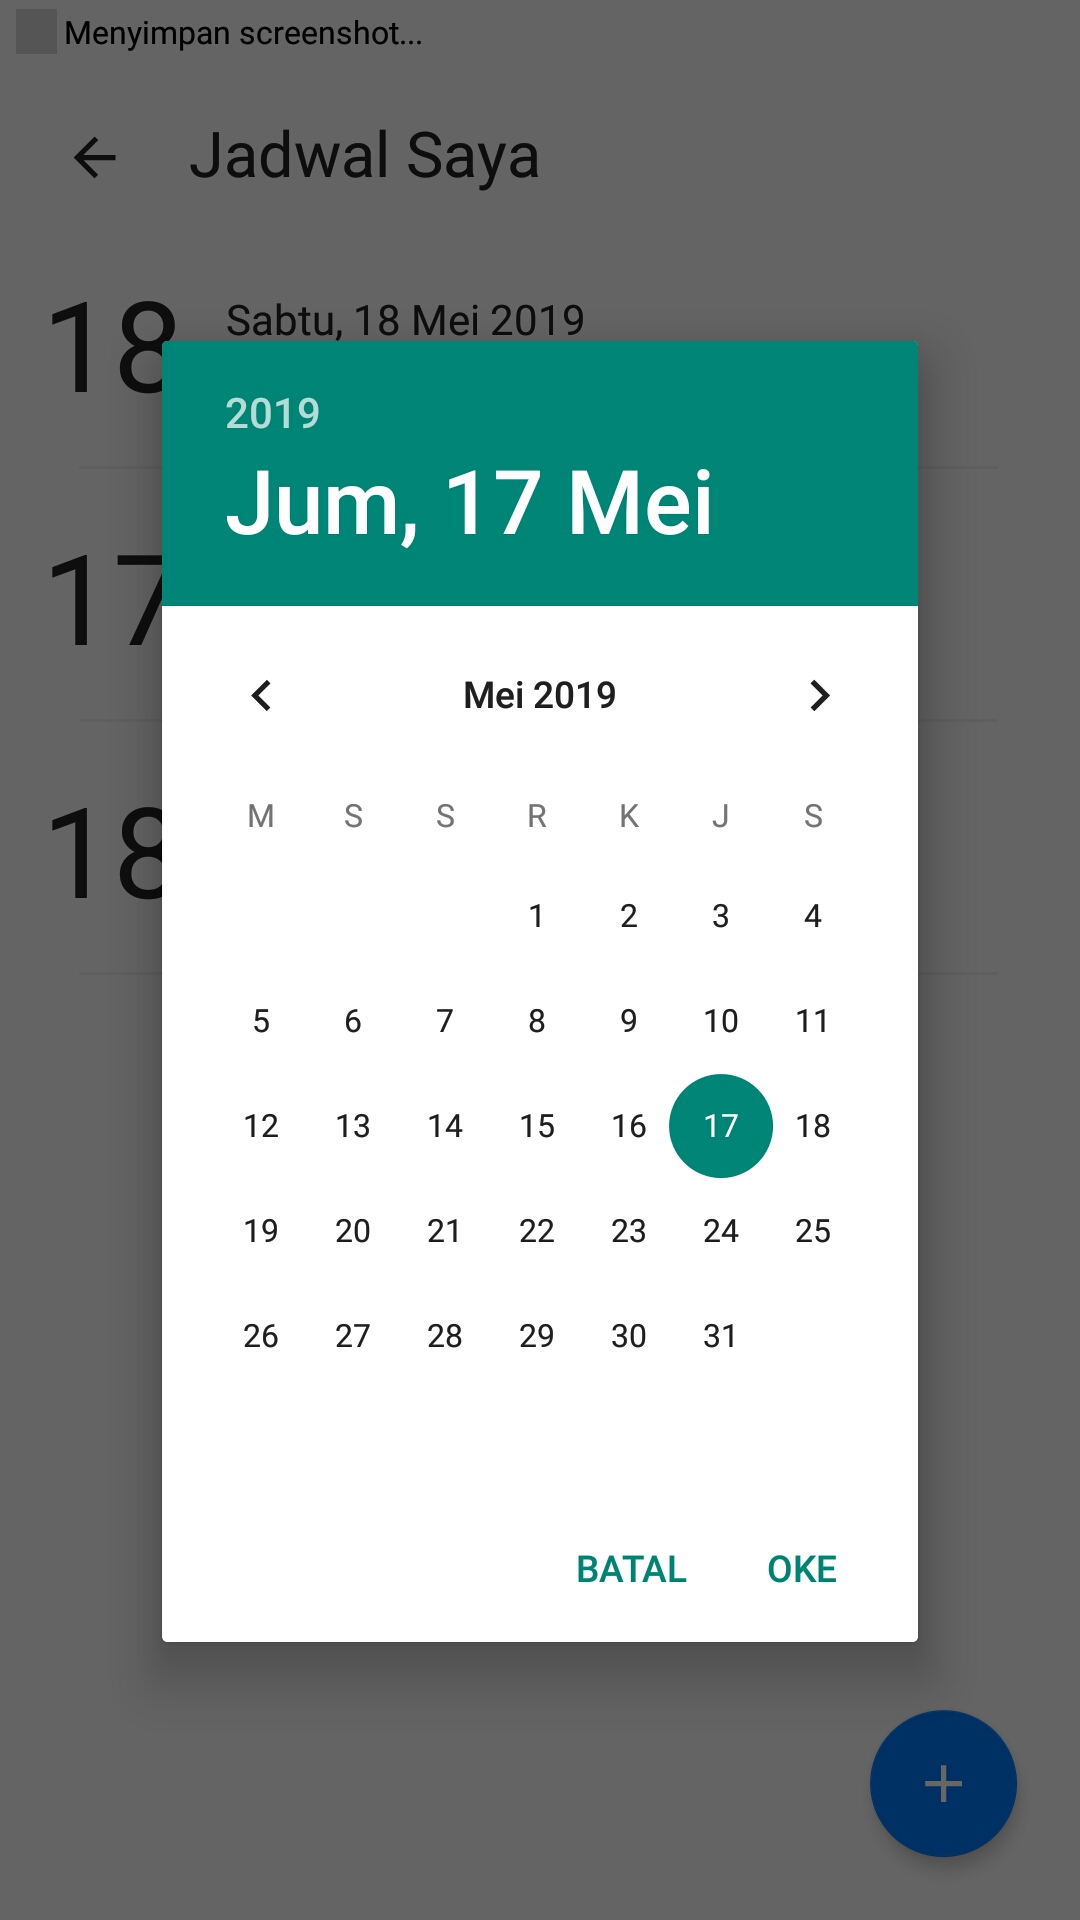 Menyimpan screenshot...
Jadwal Saya
18
Sabtu, 18 Mei 2019
2019
Jum, 17 Mei
17
Mei 2019
18
M S S R K J S
1 2 3 4
5 6 7 8 9 10 11
12 13 14 15 16 17 18
19 20 21 22 23 24 25
26 27 28 29 30 31
BATAL OKE